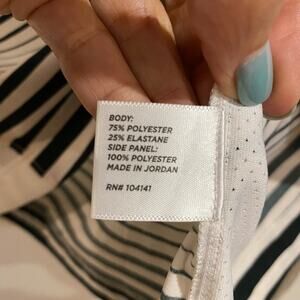 BODY:
75% POLYESTER
25% ELASTANE
SIDE PANEL:
100% POLYESTER
MADE IN JORDAN
RN# 104141